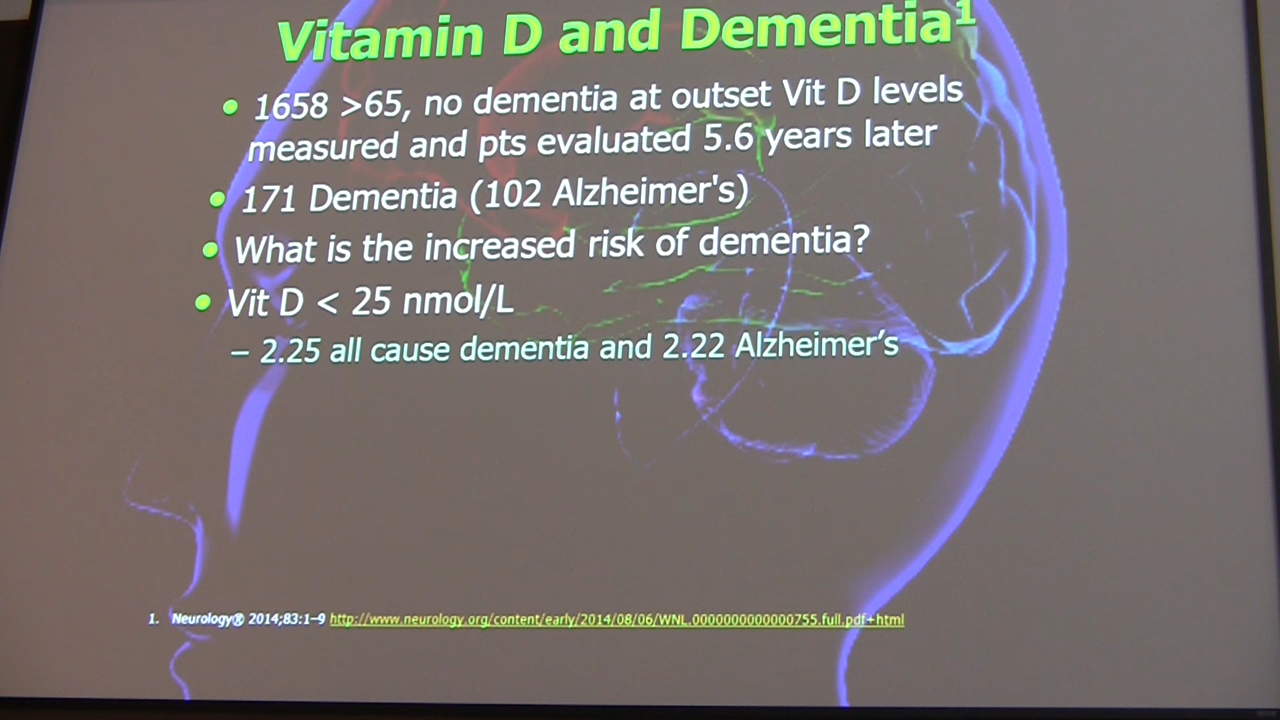 Vitamin D and Dementia¹
• 1658 >65, no dementia at outset Vit D levels
measured and pts evaluated 5.6 years later
• 171 Dementia (102 Alzheimer's)
• What is the increased risk of dementia?
• Vit D < 25 nmol/L
– 2.25 all cause dementia and 2.22 Alzheimer’s
1. Neurology® 2014;83:1–9 http://www.neurology.org/content/early/2014/08/06/WNL.0000000000000755.full.pdf+html